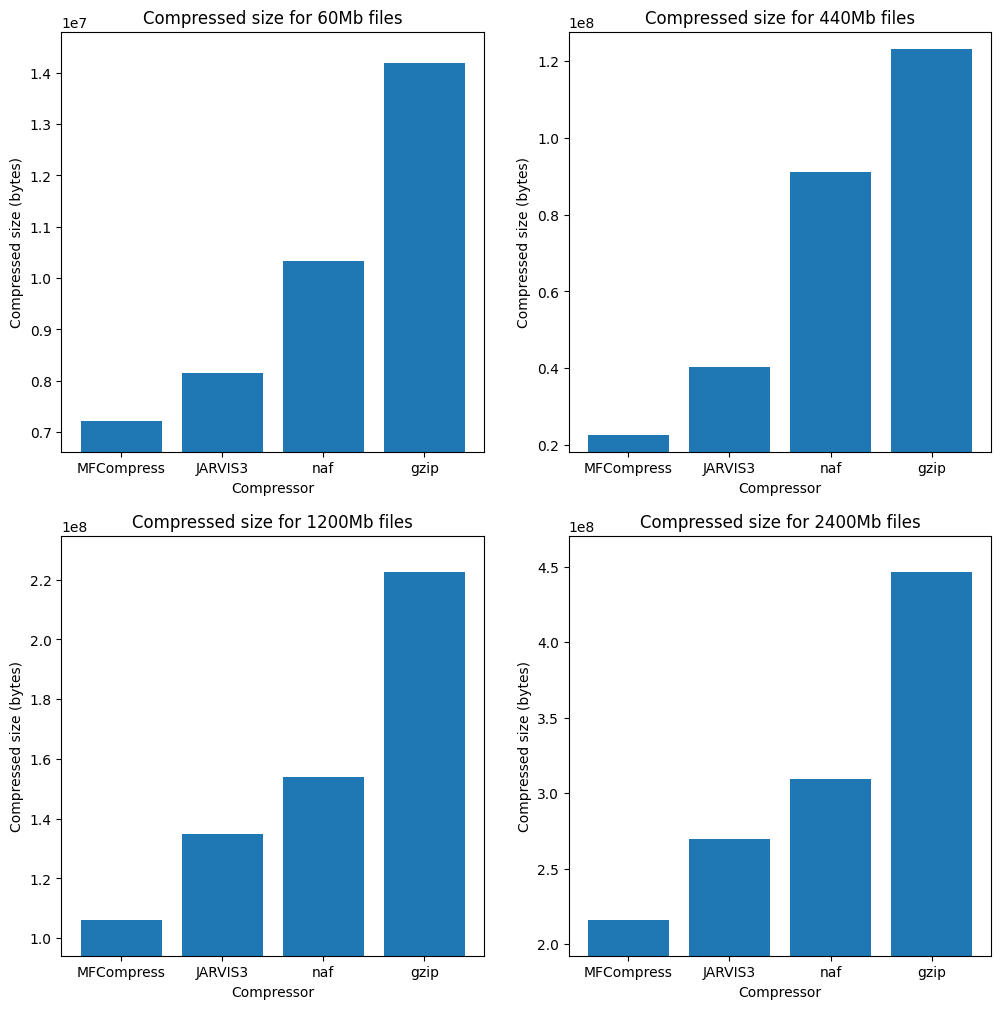 Compressed size for 60Mb files
1e7
1.4
1.3
1.2
1.1
1.0
0.9
0.8
0.7
Compressed size (bytes)
MFCompress JARVIS3 naf gzip
Compressor
Compressed size for 440Mb files
1e8
1.2
1.0
0.8
0.6
0.4
0.2
Compressed size (bytes)
MFCompress JARVIS3 naf gzip
Compressor
Compressed size for 1200Mb files
1e8
2.2
2.0
1.8
1.6
1.4
1.2
1.0
Compressed size (bytes)
MFCompress JARVIS3 naf gzip
Compressor
Compressed size for 2400Mb files
1e8
4.5
4.0
3.5
3.0
2.5
2.0
Compressed size (bytes)
MFCompress JARVIS3 naf gzip
Compressor